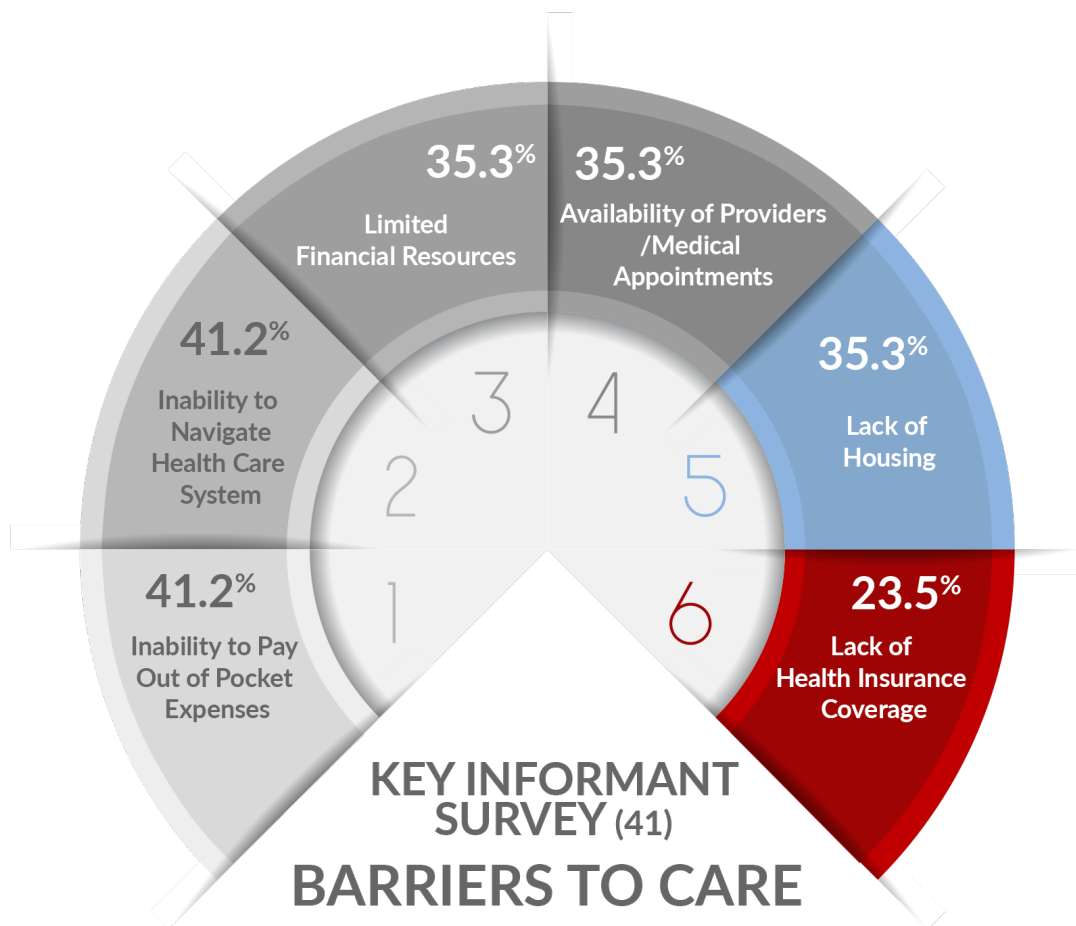 41.2%
Inability to Pay
Out of Pocket
Expenses
1
41.2%
Inability to
Navigate
Health Care
System
2
35.3%
Limited
Financial Resources
3
35.3%
Availability of Providers
/Medical
Appointments
4
35.3%
Lack of
Housing
5
23.5%
Lack of
Health Insurance
Coverage
6
KEY INFORMANT
SURVEY (41)
BARRIERS TO CARE